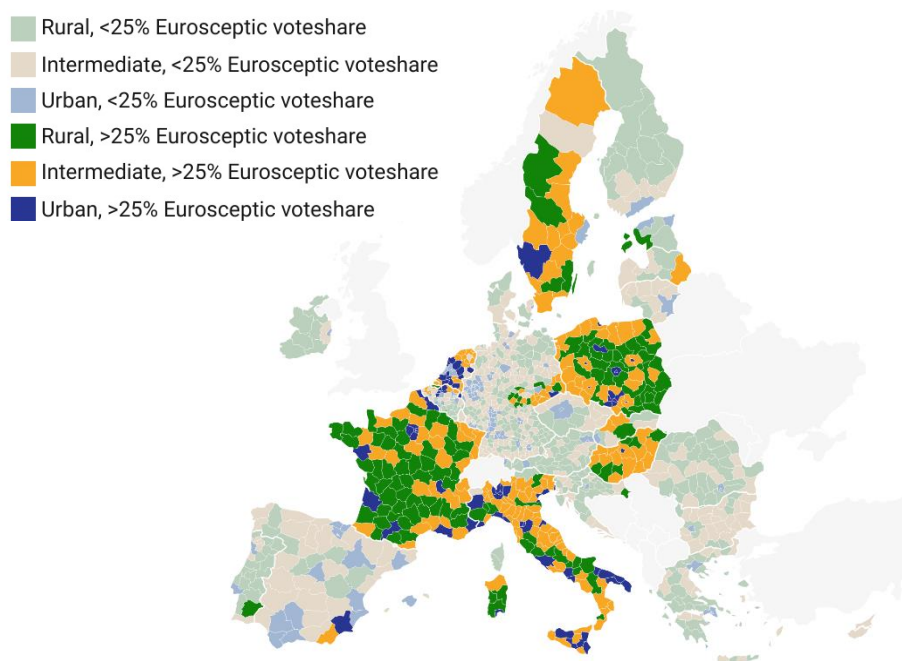 Rural, <25% Eurosceptic voteshare
Intermediate, <25% Eurosceptic voteshare
Urban, <25% Eurosceptic voteshare
Rural, >25% Eurosceptic voteshare
Intermediate, >25% Eurosceptic voteshare
Urban, >25% Eurosceptic voteshare